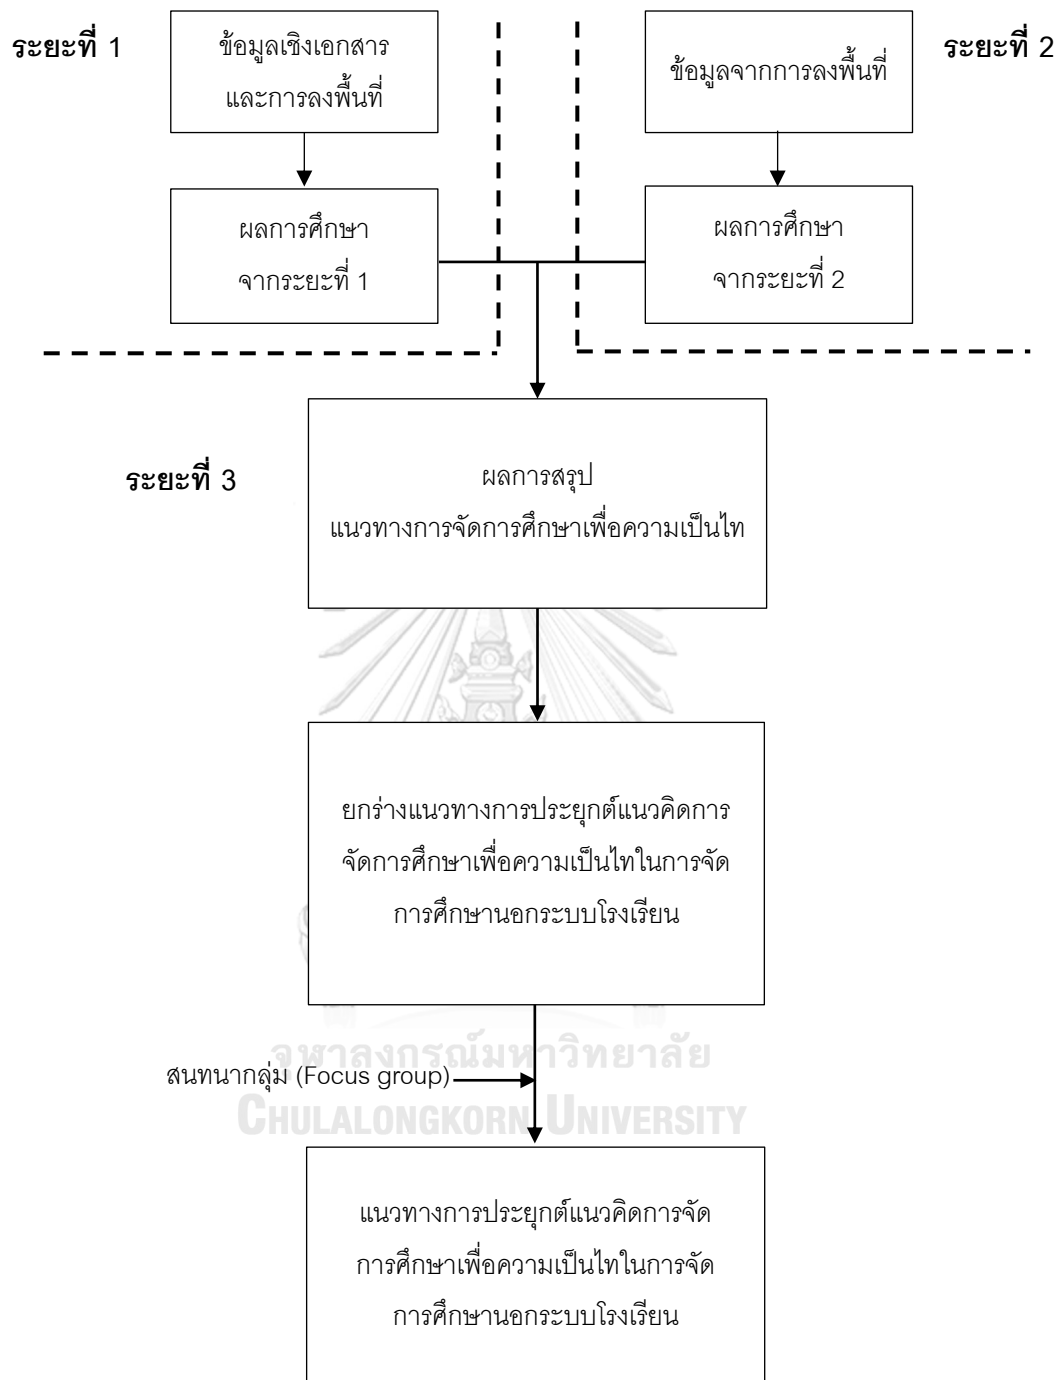 ระยะที่ 1
ข้อมูลเชิงเอกสาร
และการลงพื้นที่
ข้อมูลจากการลงพื้นที่
ระยะที่ 2
ผลการศึกษา
จากระยะที่ 1
ผลการศึกษา
จากระยะที่ 2
ระยะที่ 3
ผลการสรุป
แนวทางการจัดการศึกษาเพื่อความเป็นไท
ยกร่างแนวทางการประยุกต์แนวคิดการ
จัดการศึกษาเพื่อความเป็นไทในการจัด
การศึกษานอกระบบโรงเรียน
จุฬาลงกรณ์มหาวิทยาลัย
สนทนากลุ่ม (Focus group)
CHULALONGKORN UNIVERSITY
แนวทางการประยุกต์แนวคิดการจัด
การศึกษาเพื่อความเป็นไทในการจัด
การศึกษานอกระบบโรงเรียน